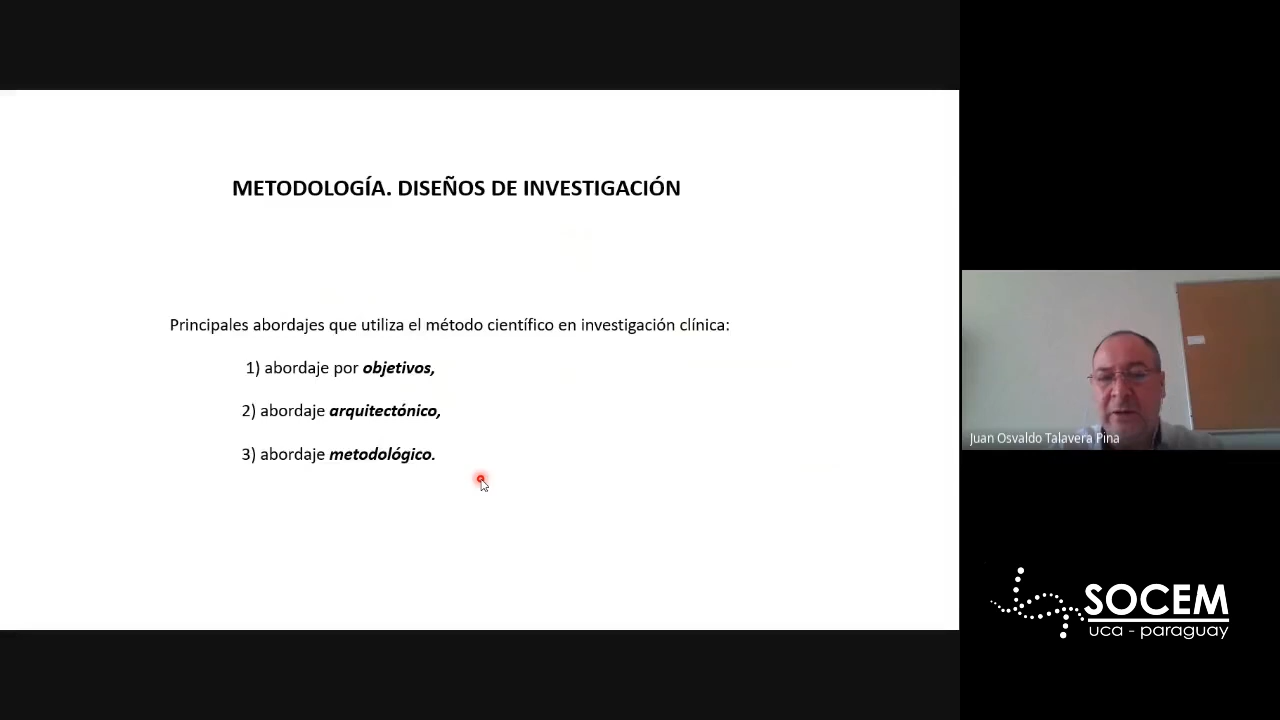 METODOLOGÍA. DISEÑOS DE INVESTIGACIÓN
Principales abordajes que utiliza el método científico en investigación clínica:
1) abordaje por objetivos,
2) abordaje arquitectónico,
3) abordaje metodológico.
Juan Osvaldo Talavera Pina
SOCEM
uca - paraguay